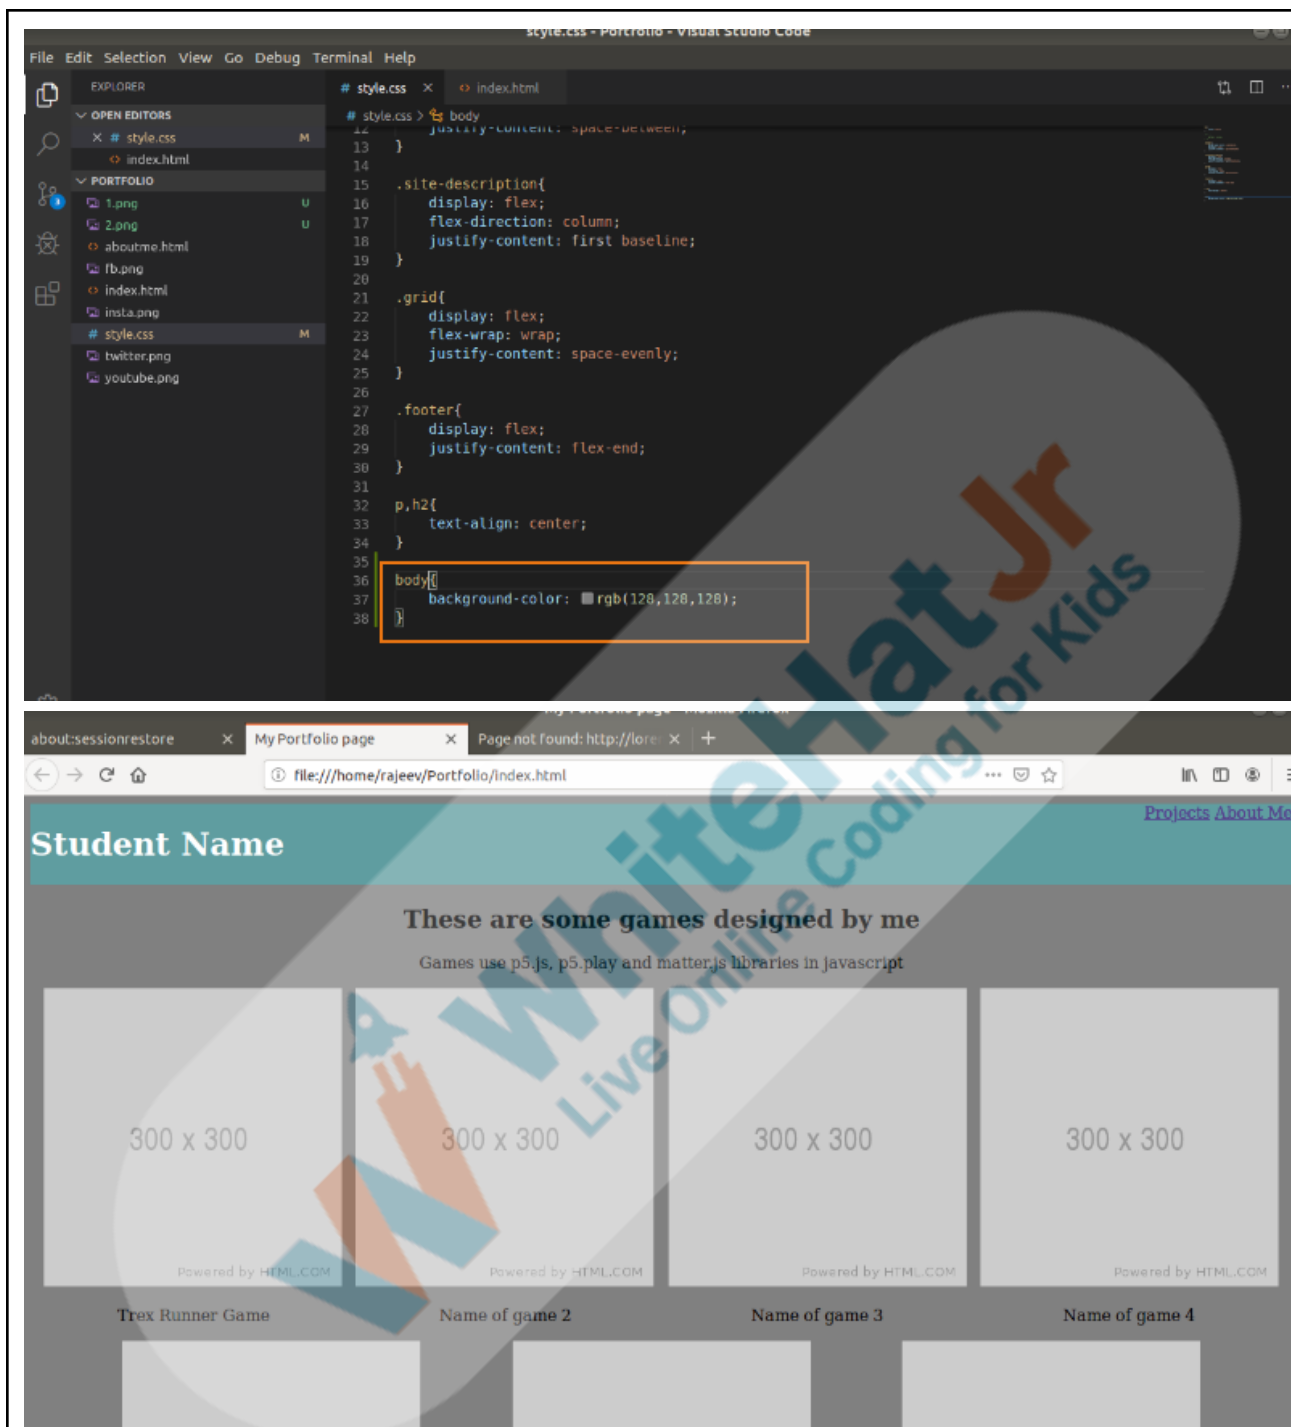 style.css - Portfolio - Visual Studio Code
File Edit Selection View Go Debug Terminal Help
EXPLORER
# style.css × <> index.html
OPEN EDITORS
# style.css > body
× # style.css M
<> index.html
PORTFOLIO
1.png U
2.png U
<> aboutme.html
fb.png
<> index.html
insta.png
# style.css M
twitter.png
youtube.png
12 justify-content: space-between;
13 }
14
15 .site-description{
16 display: flex;
17 flex-direction: column;
18 justify-content: first baseline;
19 }
20
21 .grid{
22 display: flex;
23 flex-wrap: wrap;
24 justify-content: space-evenly;
25 }
26
27 .footer{
28 display: flex;
29 justify-content: flex-end;
30 }
31
32 p,h2{
33 text-align: center;
34 }
35
36 body{
37 background-color: rgb(128,128,128);
38 }
My Portfolio page - Mozilla Firefox
about:sessionrestore × My Portfolio page × Page not found: http://lore × +
file:///home/rajeev/Portfolio/index.html
Projects About Me
Student Name
These are some games designed by me
Games use p5.js, p5.play and matter.js libraries in javascript
300 x 300 300 x 300 300 x 300 300 x 300
Powered by HTML.COM Powered by HTML.COM Powered by HTML.COM Powered by HTML.COM
Trex Runner Game Name of game 2 Name of game 3 Name of game 4
WhiteHat Jr
Live Online Coding for Kids